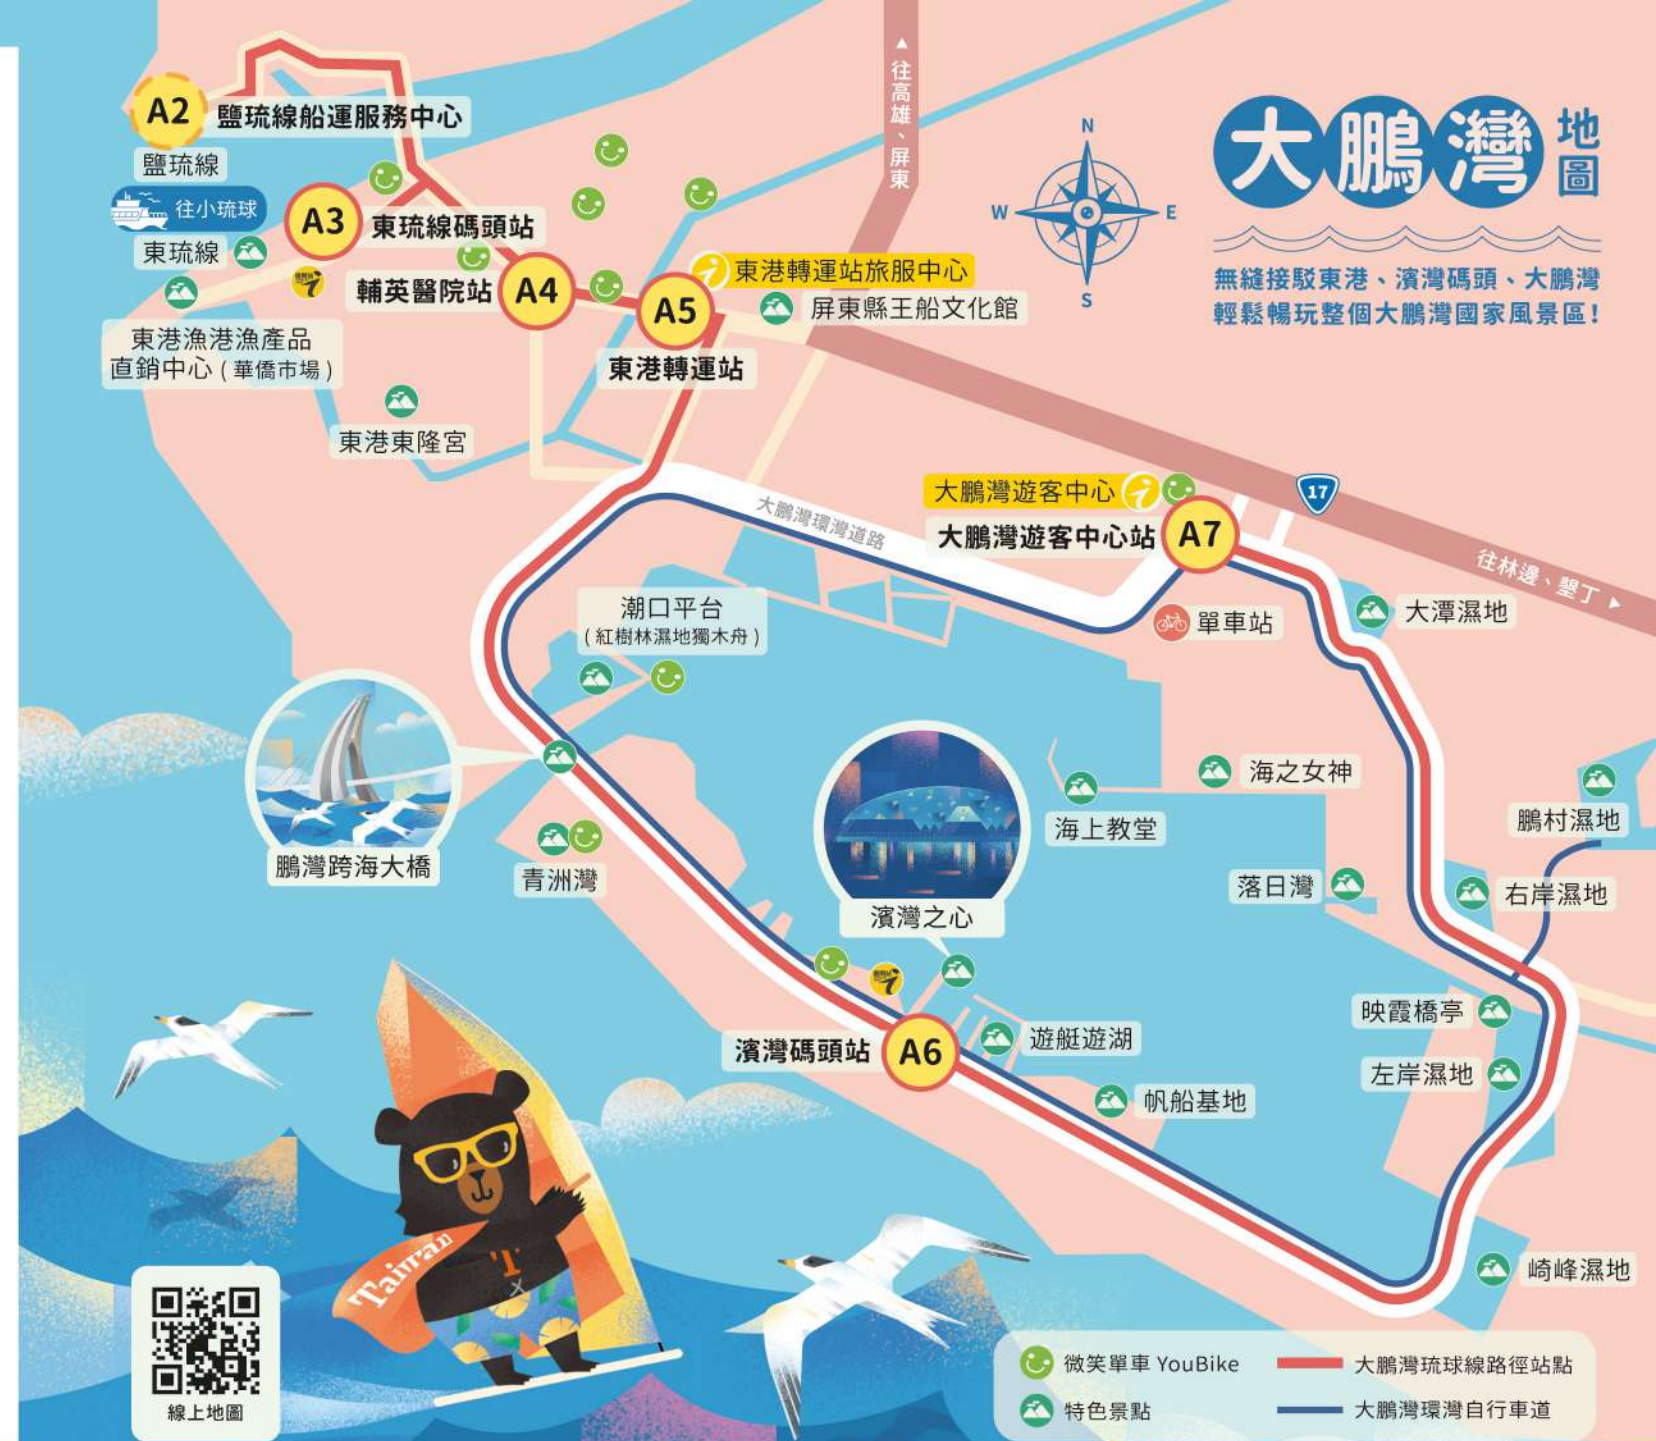 大鵬灣
地圖
無縫接駁東港、濱灣碼頭、大鵬灣
輕鬆暢玩整個大鵬灣國家風景區!
N
W
E
S
▲往高雄、屏東
A2
鹽琉線船運服務中心
鹽琉線
往小琉球
東琉線
A3
東琉線碼頭站
輔英醫院站
A4
A5
東港轉運站旅服中心
屏東縣王船文化館
東港轉運站
東港漁港漁產品
直銷中心(華僑市場)
東港東隆宮
大鵬灣環灣道路
大鵬灣遊客中心
大鵬灣遊客中心站
A7
17
往林邊、墾丁▶
單車站
大潭濕地
潮口平台
(紅樹林濕地獨木舟)
鵬灣跨海大橋
青洲灣
濱灣之心
海上教堂
海之女神
鵬村濕地
落日灣
右岸濕地
映霞橋亭
左岸濕地
濱灣碼頭站
A6
遊艇遊湖
帆船基地
崎峰濕地
Taiwan
T
線上地圖
微笑單車 YouBike
大鵬灣琉球線路徑站點
特色景點
大鵬灣環灣自行車道